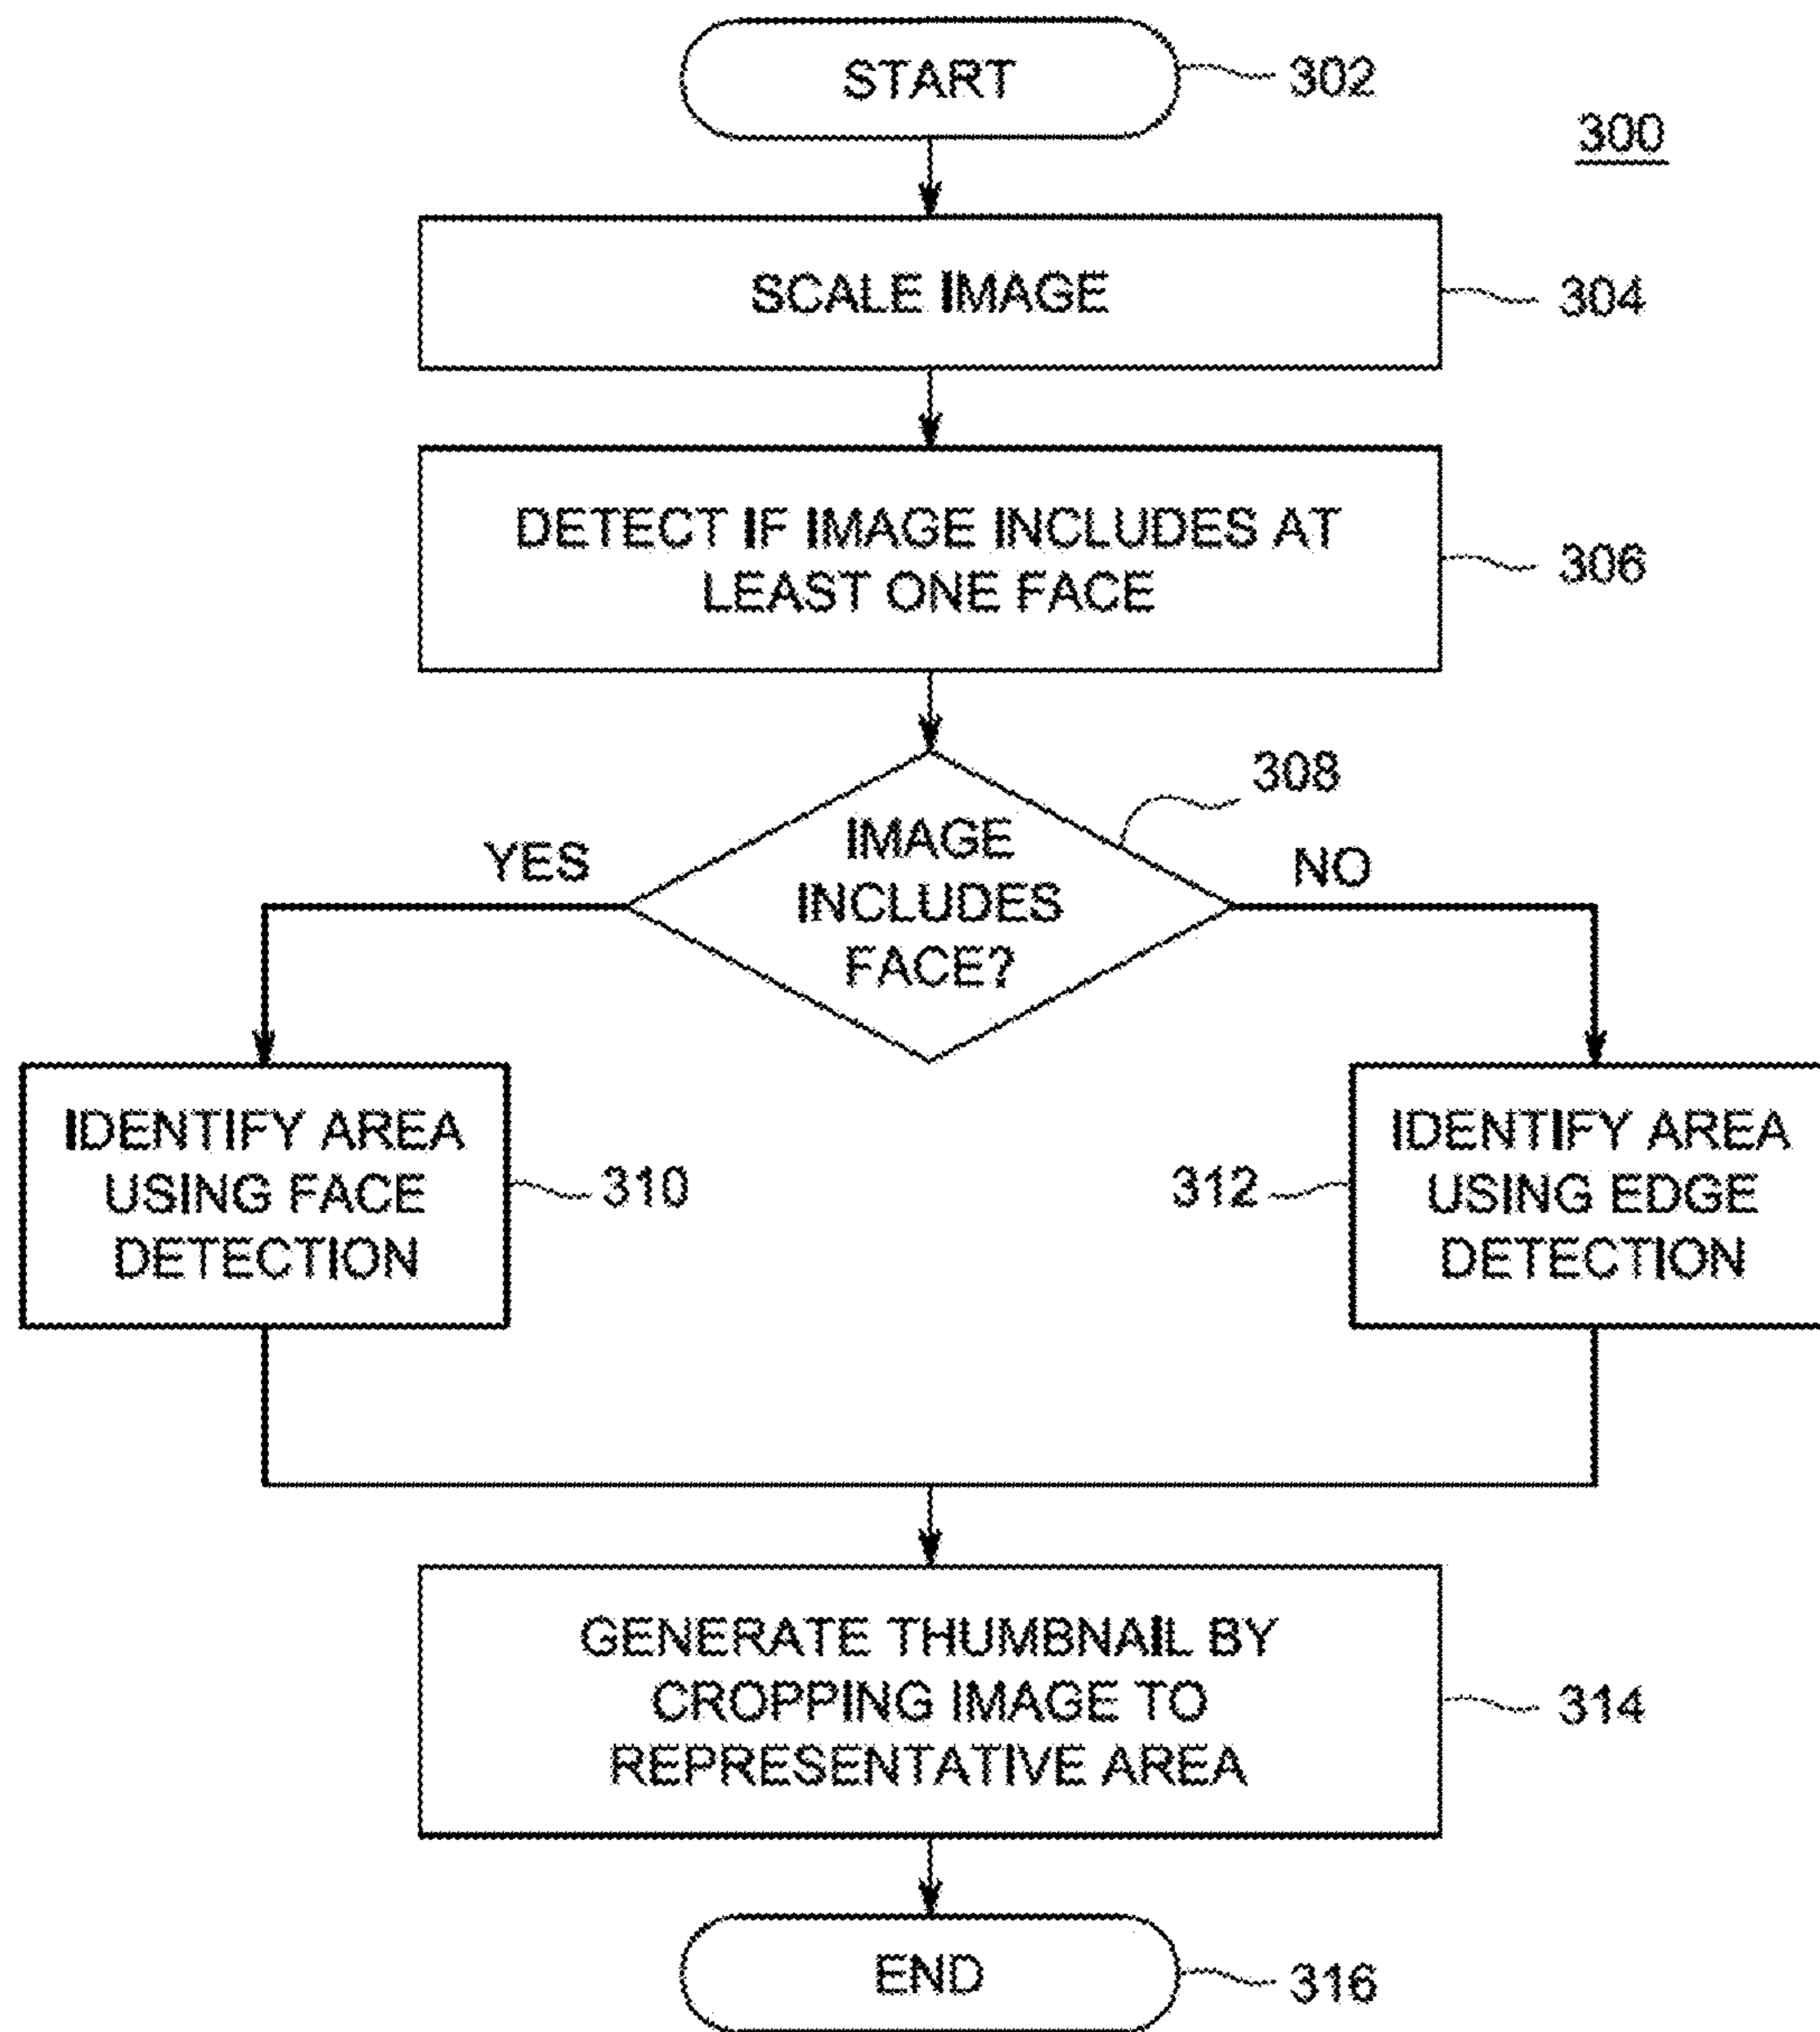 START
302
300
SCALE IMAGE
304
DETECT IF IMAGE INCLUDES AT
LEAST ONE FACE
306
308
YES
IMAGE
INCLUDES
FACE?
NO
IDENTIFY AREA
USING FACE
DETECTION
310
312
IDENTIFY AREA
USING EDGE
DETECTION
GENERATE THUMBNAIL BY
CROPPING IMAGE TO
REPRESENTATIVE AREA
314
END
316